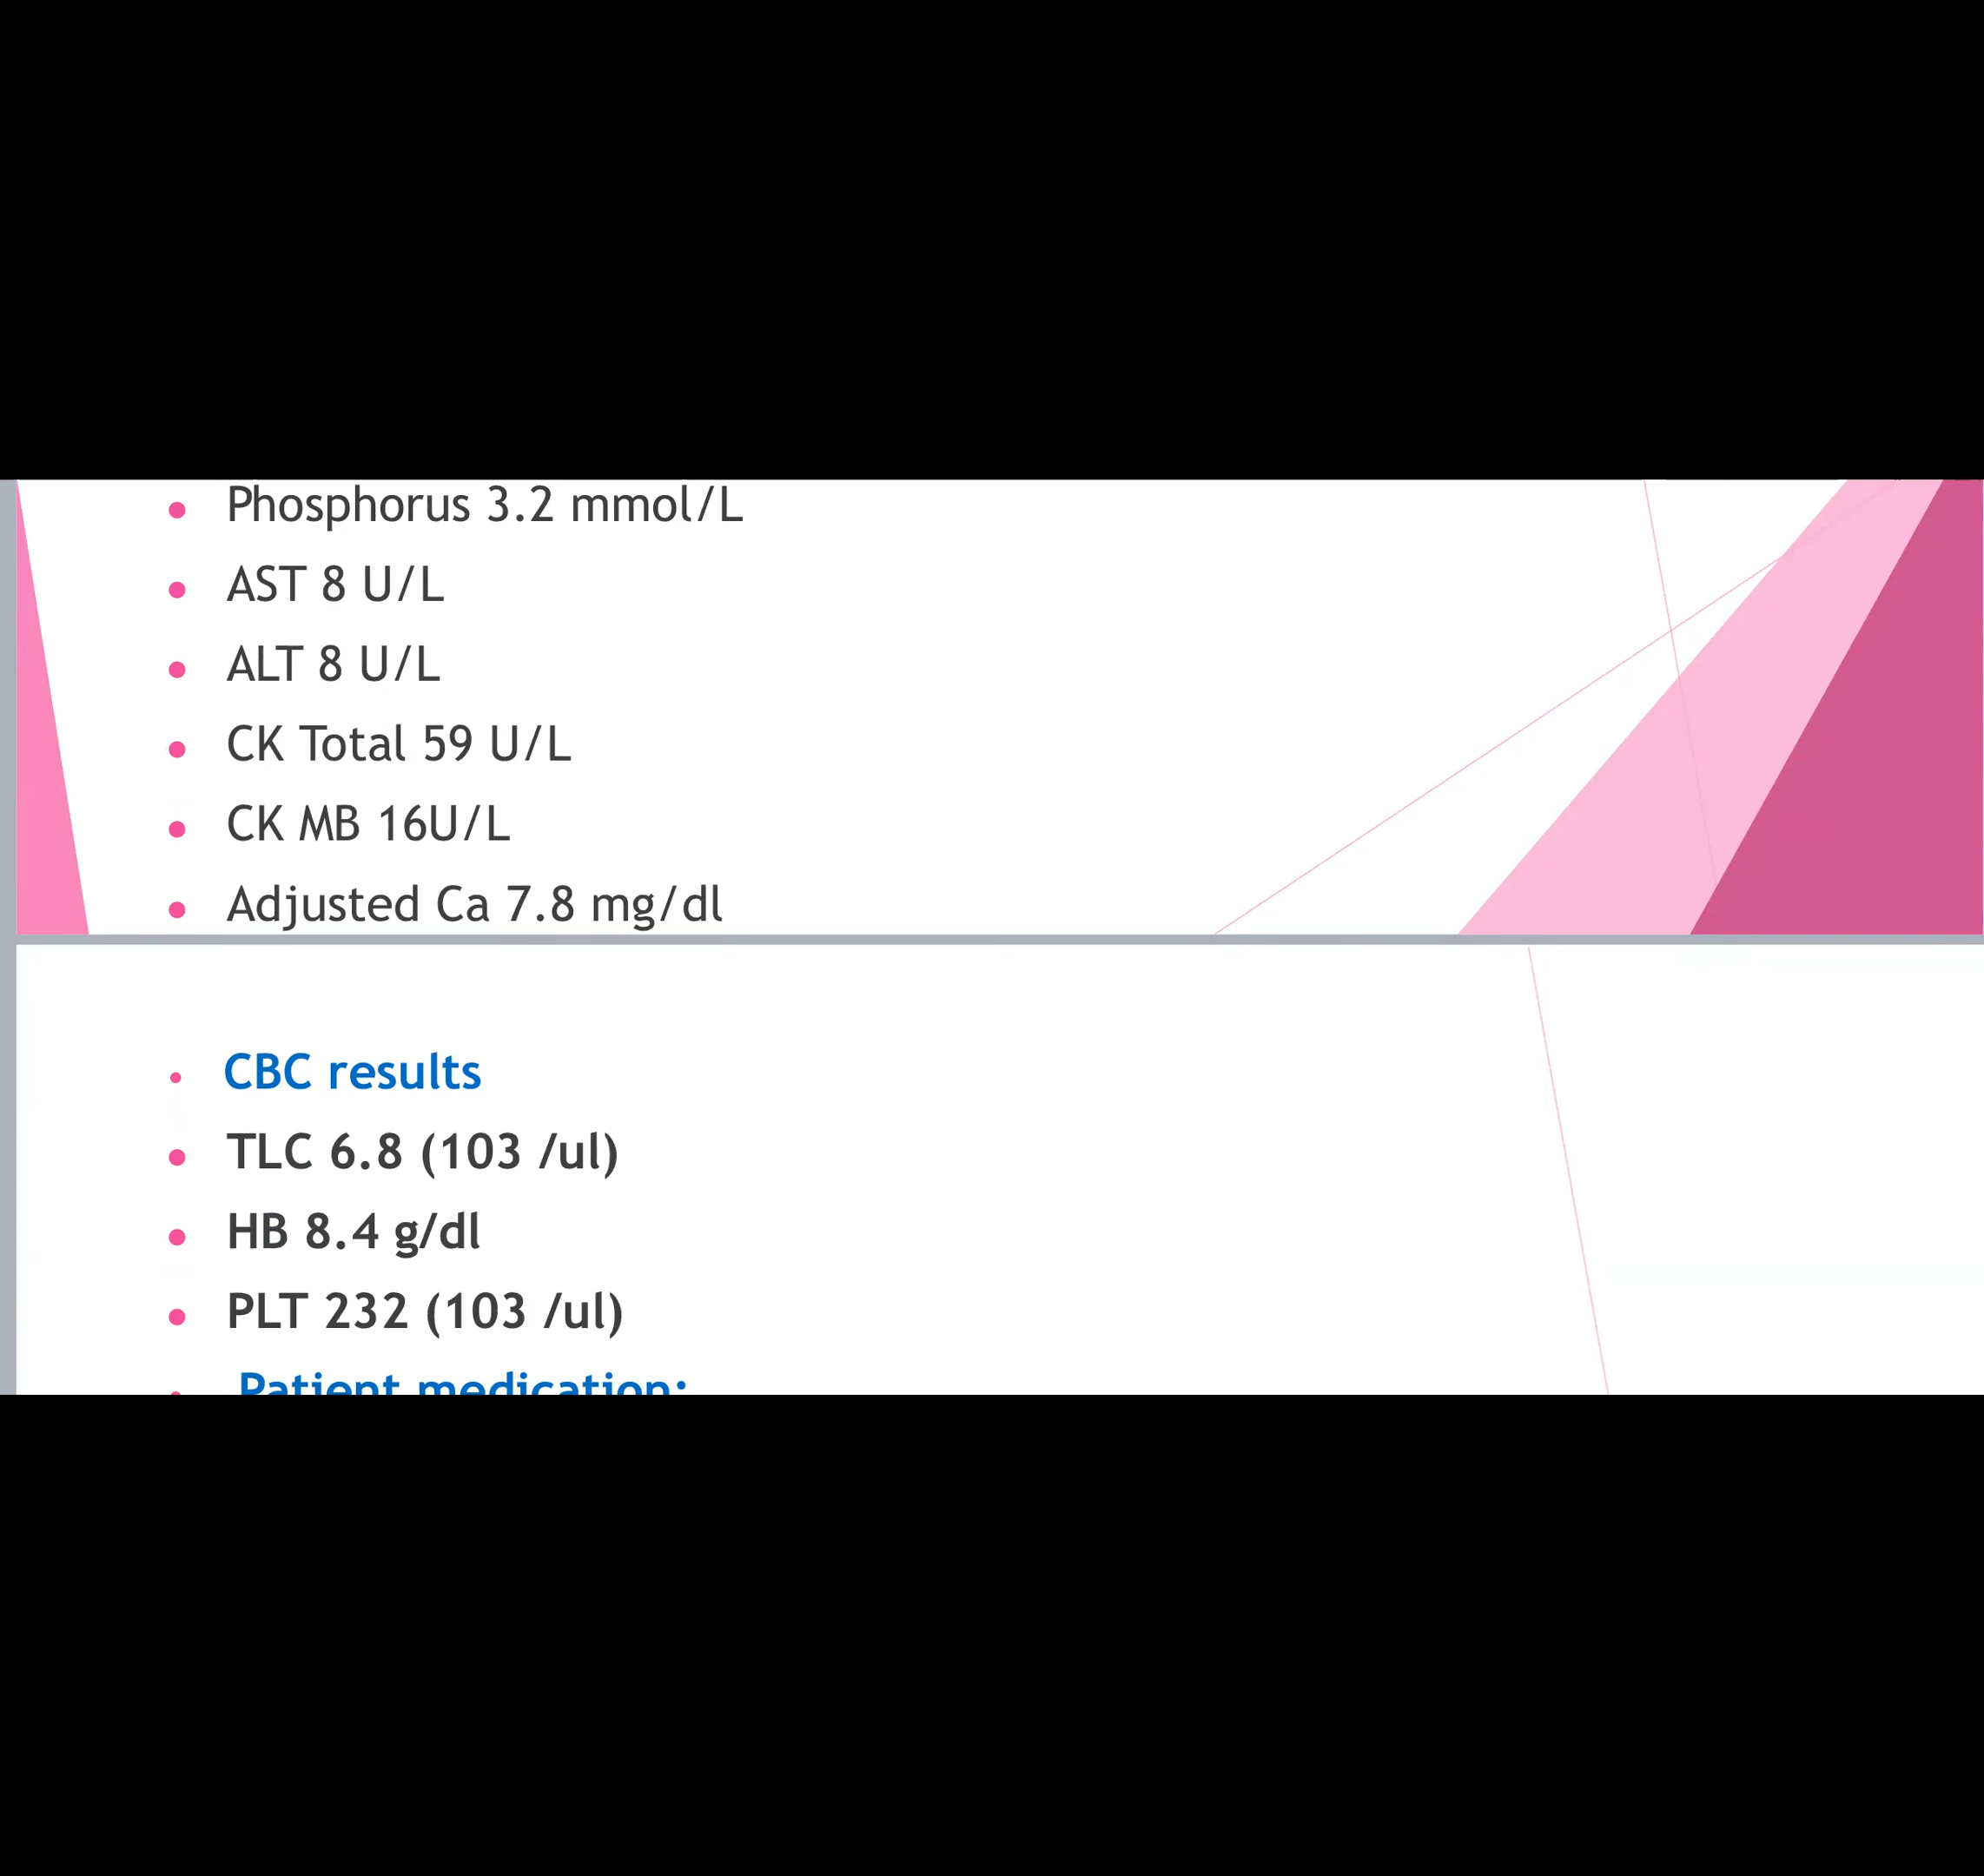 Phosphorus 3.2 mmol/L
AST 8 U/L
ALT 8 U/L
CK Total 59 U/L
CK MB 16U/L
Adjusted Ca 7.8 mg/dl
CBC results
TLC 6.8 (103 /ul)
HB 8.4 g/dl
PLT 232 (103 /ul)
Patient medication: